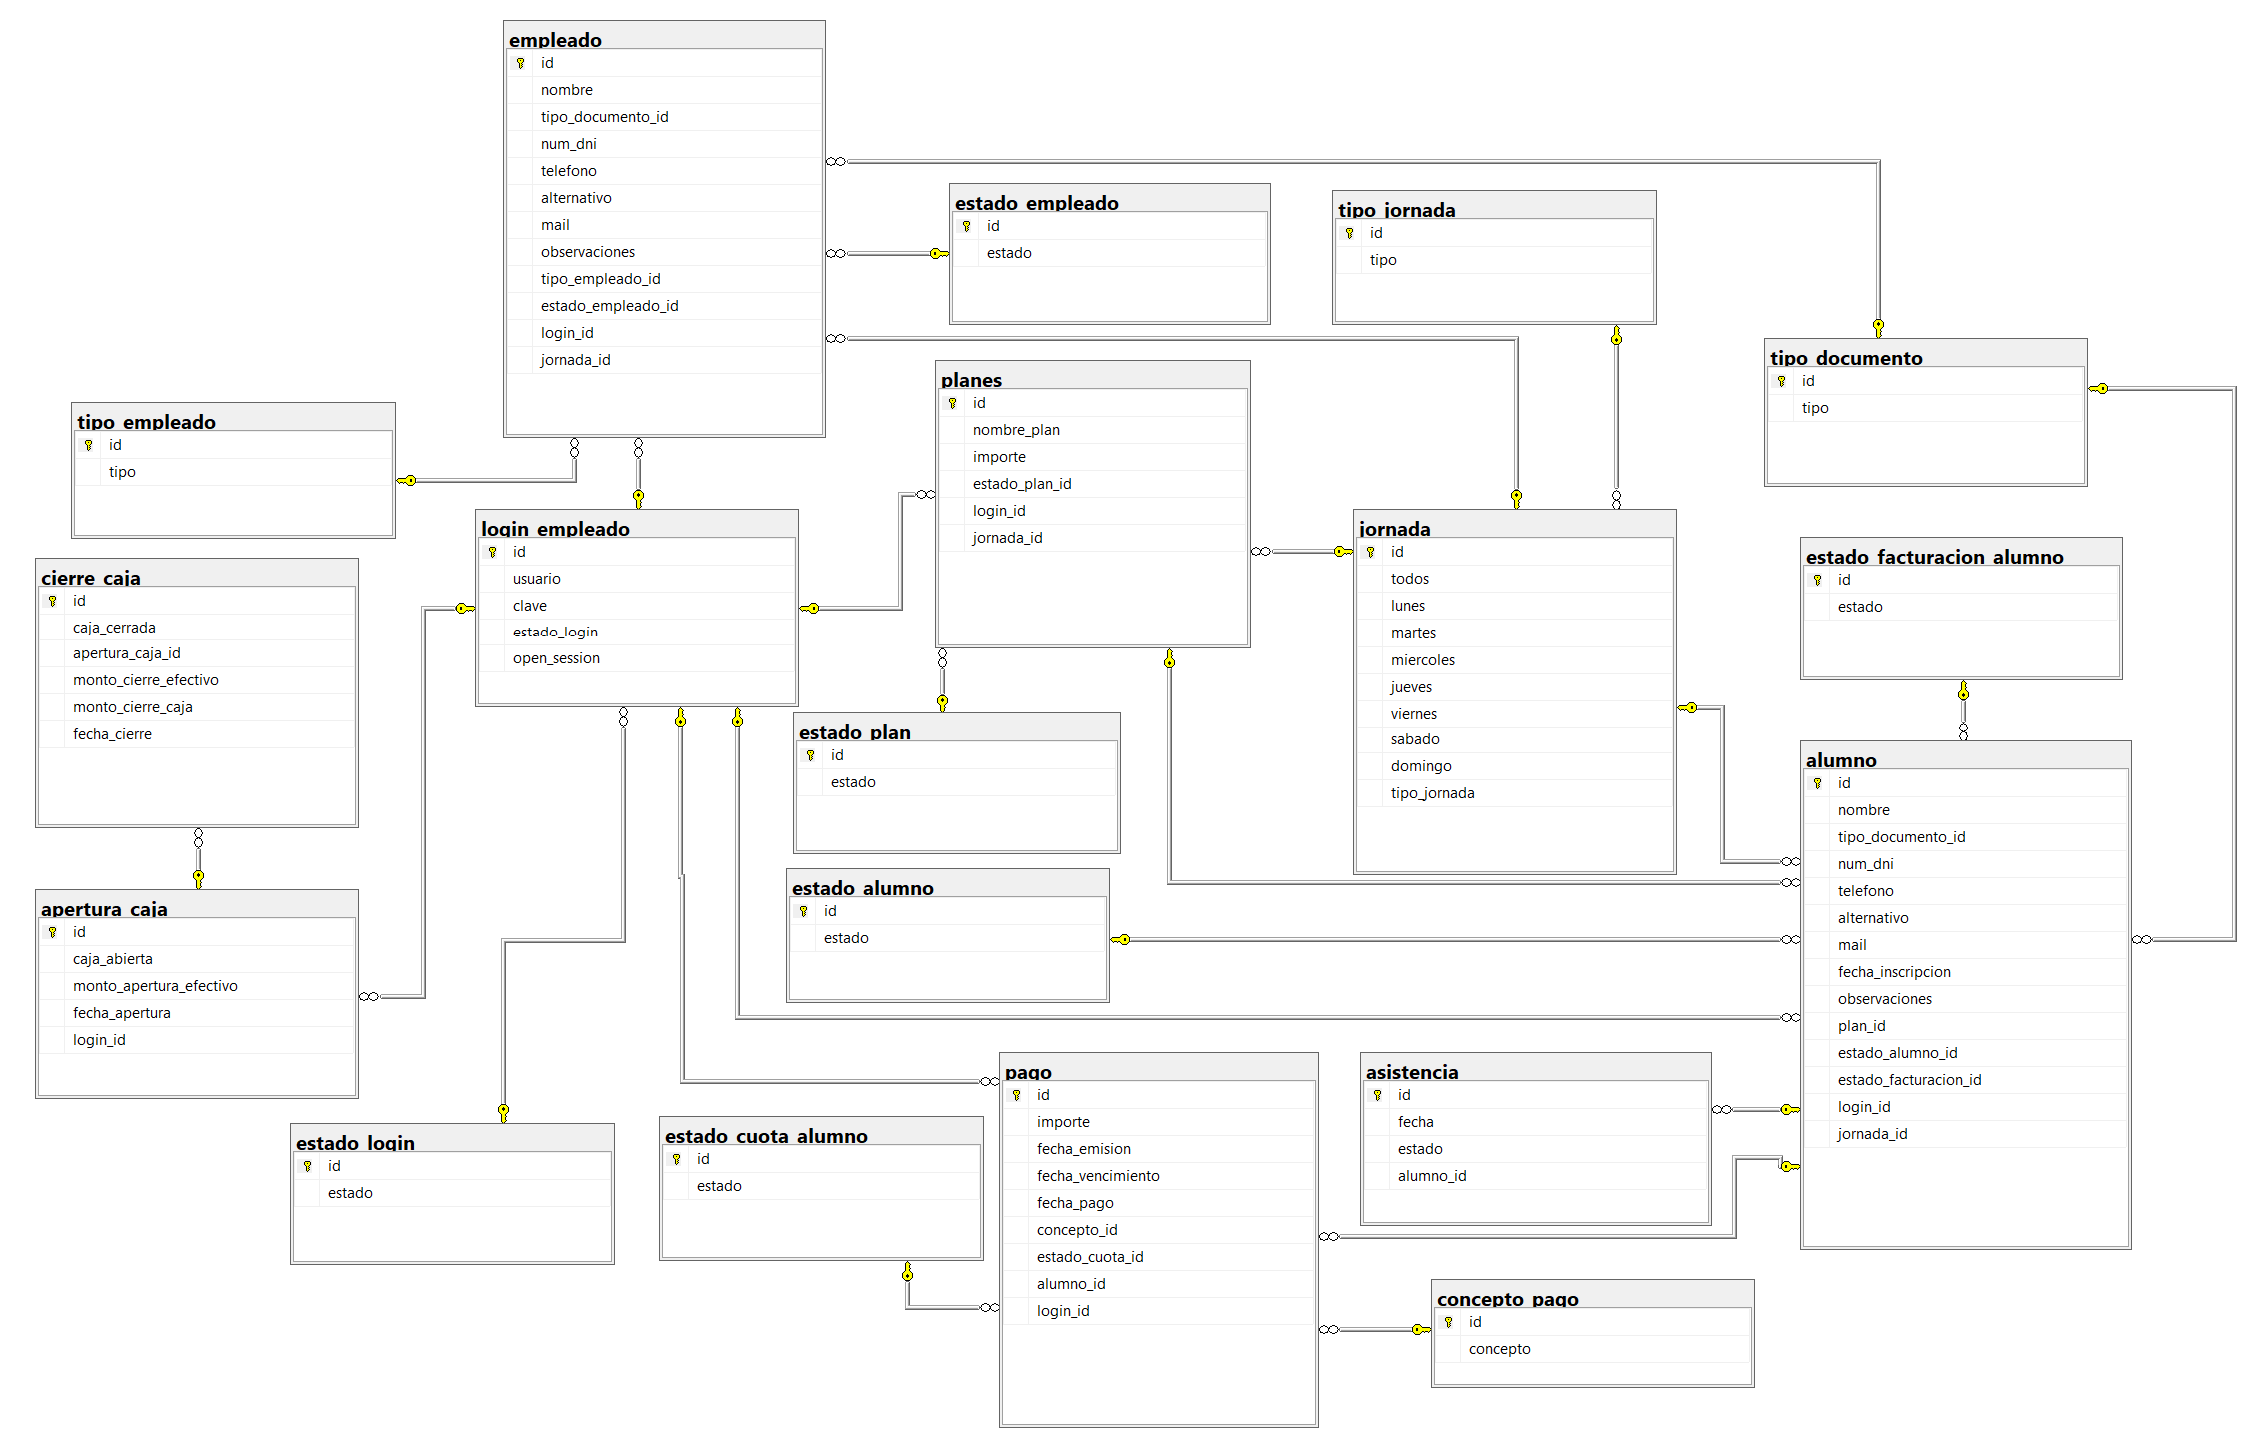 empleado
id
nombre
tipo_documento_id
num_dni
telefono
alternativo
mail
observaciones
tipo_empleado_id
estado_empleado_id
login_id
jornada_id
estado_empleado
id
estado
tipo_jornada
id
tipo
tipo_documento
id
tipo
planes
id
nombre_plan
importe
estado_plan_id
login_id
jornada_id
tipo_empleado
id
tipo
login_empleado
id
usuario
clave
estado_login
open_session
jornada
id
todos
lunes
martes
miercoles
jueves
viernes
sabado
domingo
tipo_jornada
estado_facturacion_alumno
id
estado
cierre_caja
id
caja_cerrada
apertura_caja_id
monto_cierre_efectivo
monto_cierre_caja
fecha_cierre
estado_plan
id
estado
alumno
id
nombre
tipo_documento_id
num_dni
telefono
alternativo
mail
fecha_inscripcion
observaciones
plan_id
estado_alumno_id
estado_facturacion_id
login_id
jornada_id
estado_alumno
id
estado
apertura_caja
id
caja_abierta
monto_apertura_efectivo
fecha_apertura
login_id
pago
id
importe
fecha_emision
fecha_vencimiento
fecha_pago
concepto_id
estado_cuota_id
alumno_id
login_id
asistencia
id
fecha
estado
alumno_id
estado_login
id
estado
estado_cuota_alumno
id
estado
concepto_pago
id
concepto